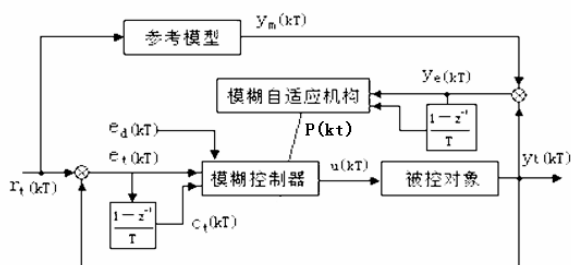 参考模型
y_m(kT)
模糊自适应机构
y_e(kT)
1-z⁻¹
T
P(kt)
e_d(kT)
e_t(kT)
r_t(kT)
模糊控制器
u(kT)
被控对象
yt(kT)
1-z⁻¹
T
c_t(kT)